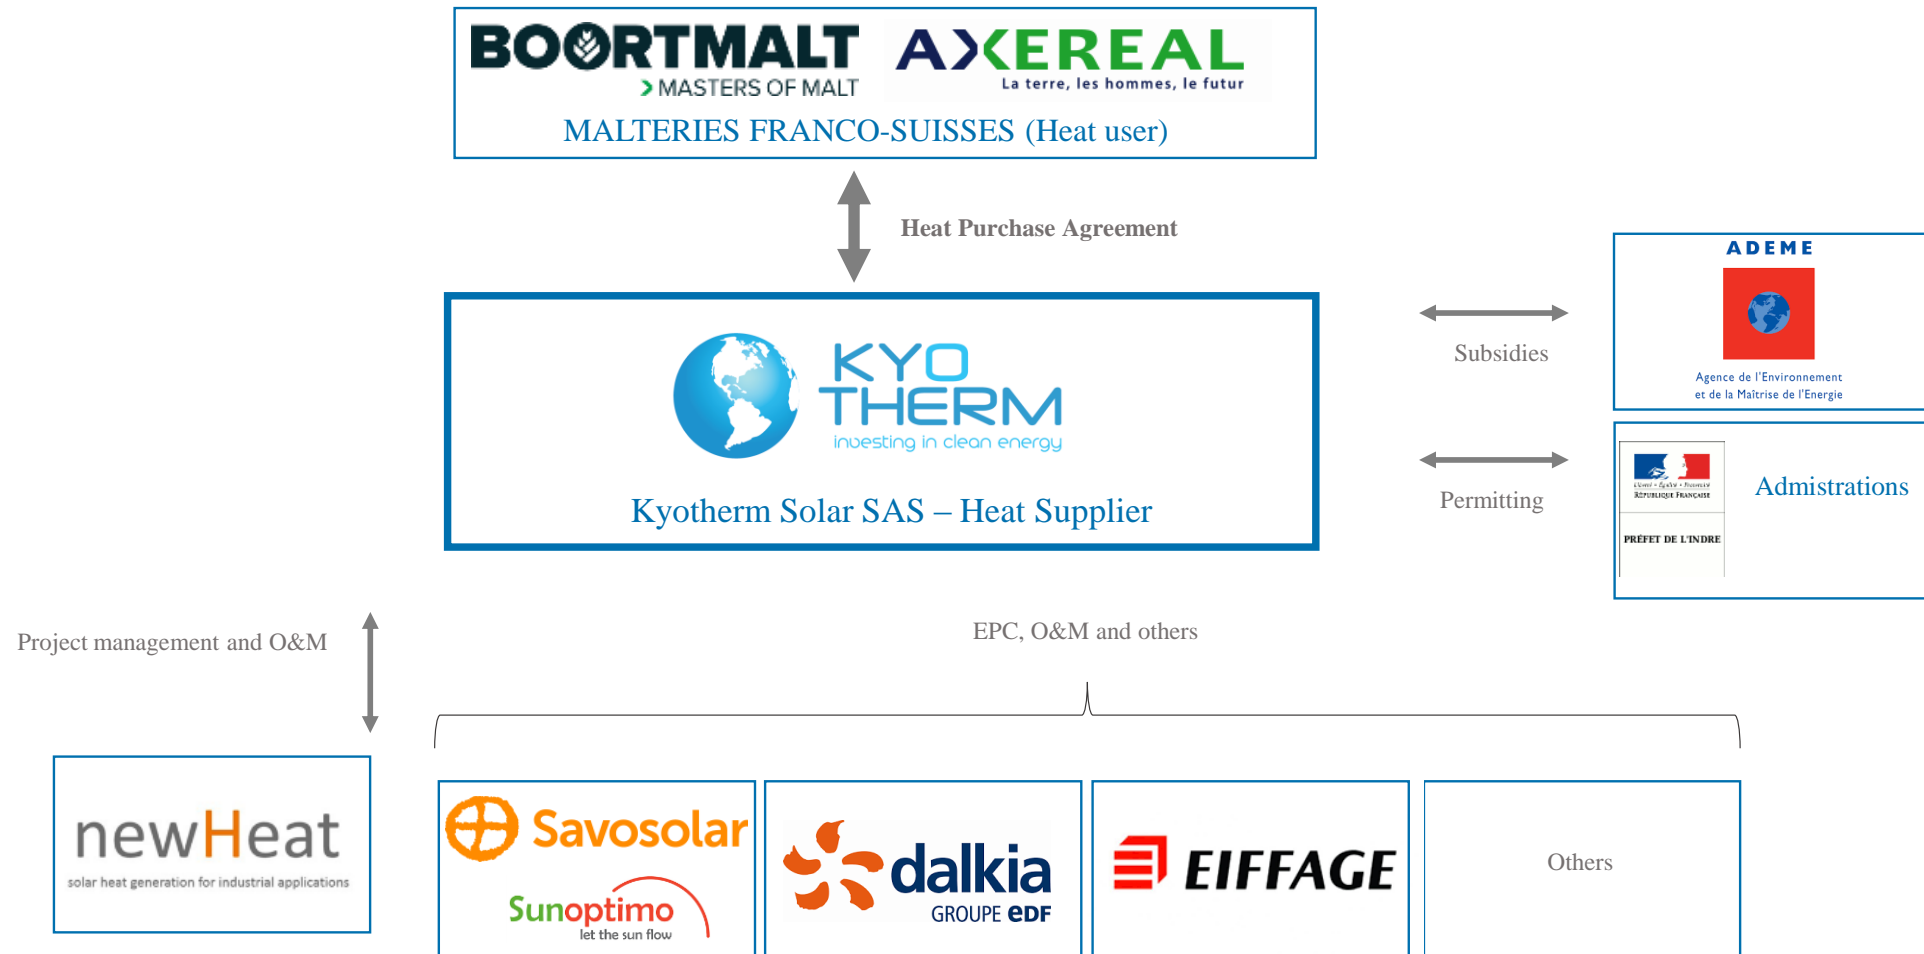 BOORTMALT
MASTERS OF MALT
AXEREAL
La terre, les hommes, le futur
MALTERIES FRANCO-SUISSES (Heat user)
Heat Purchase Agreement
KYO
THERM
investing in clean energy
Kyotherm Solar SAS – Heat Supplier
Subsidies
ADEME
Agence de l'Environnement
et de la Maîtrise de l'Energie
Permitting
Liberté • Égalité • Fraternité
RÉPUBLIQUE FRANÇAISE
PRÉFET DE L'INDRE
Admistrations
Project management and O&M
EPC, O&M and others
newHeat
solar heat generation for industrial applications
Savosolar
Sunoptimo
let the sun flow
dalkia
GROUPE eDF
EIFFAGE
Others